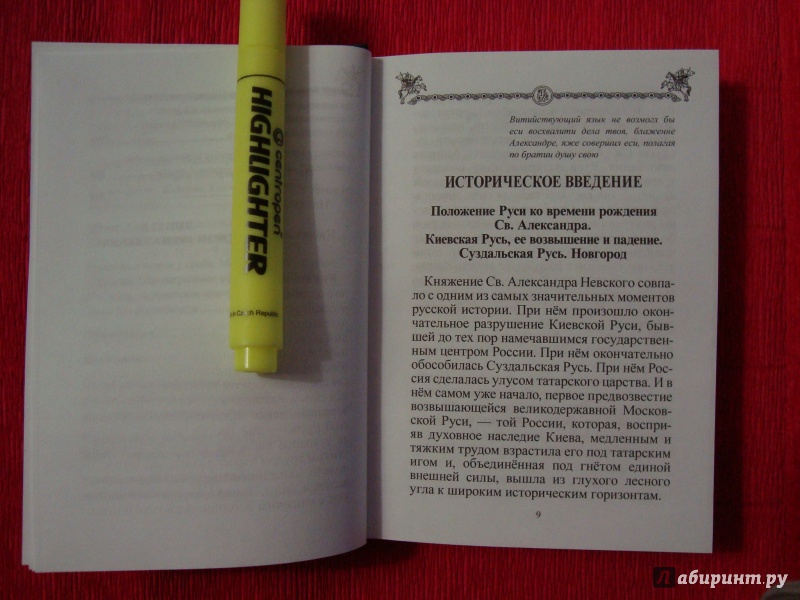 HIGHLIGHTER
centropen
Czech Republic
Витийствующий язык не возмогл бы
еси восхвалити дела твоя, блаженне
Александре, яже совершил еси, полагая
по братии душу свою
ИСТОРИЧЕСКОЕ ВВЕДЕНИЕ
Положение Руси ко времени рождения
Св. Александра.
Киевская Русь, ее возвышение и падение.
Суздальская Русь. Новгород
Княжение Св. Александра Невского совпа-
ло с одним из самых значительных моментов
русской истории. При нём произошло окон-
чательное разрушение Киевской Руси, быв-
шей до тех пор намечавшимся государствен-
ным центром России. При нём окончательно
обособилась Суздальская Русь. При нём Рос-
сия сделалась улусом татарского царства. И в
нём самом уже начало, первое предвозвестие
возвышающейся великодержавной Москов-
ской Руси, — той России, которая, воспри-
яв духовное наследие Киева, медленным и
тяжким трудом взрастила его под татарским
игом и, объединённая под гнётом единой
внешней силы, вышла из глухого лесного
угла к широким историческим горизонтам.
9
Лабиринт.ру